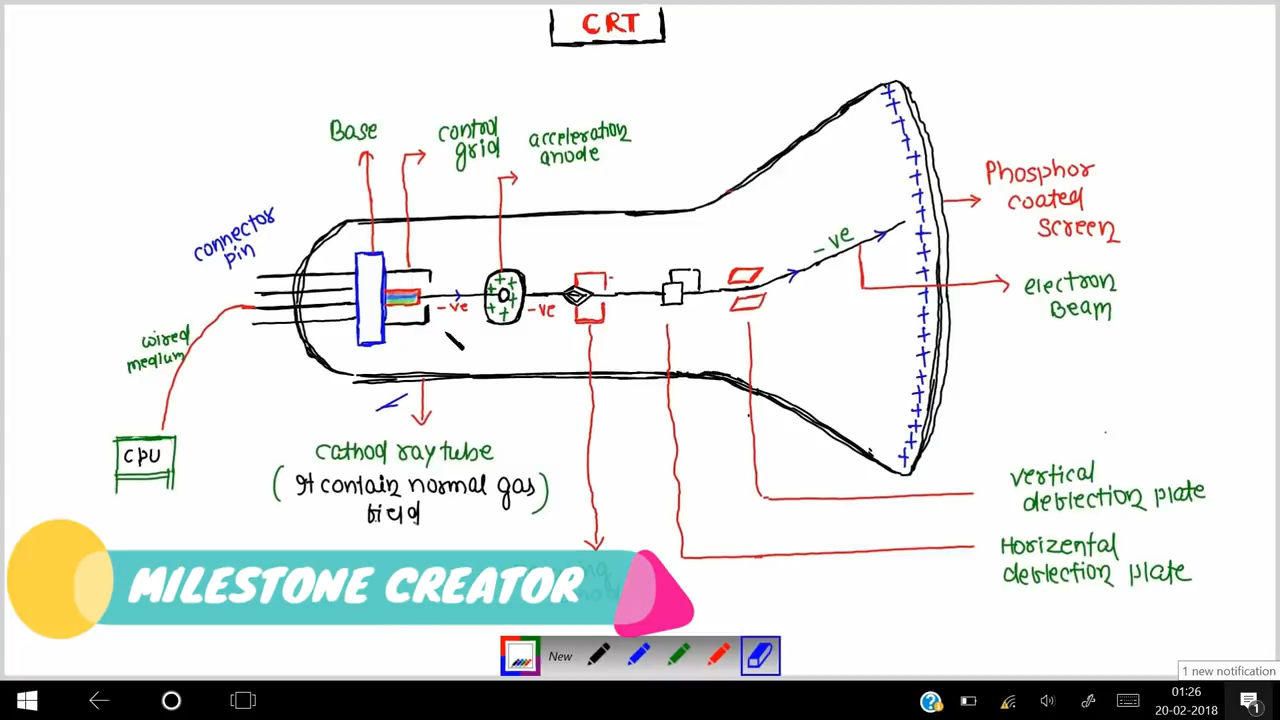 CRT
Base
control
grid
acceleration
anode
connector
pin
Phosphor
coated
screen
-ve
-ve
-ve
electron
Beam
wired
medium
CPU
cathod ray tube
(It contain normal gas
field)
vertical
deflection plate
Horizental
deflection plate
MILESTONE CREATOR
New
1 new notification
01:26
20-02-2018
1